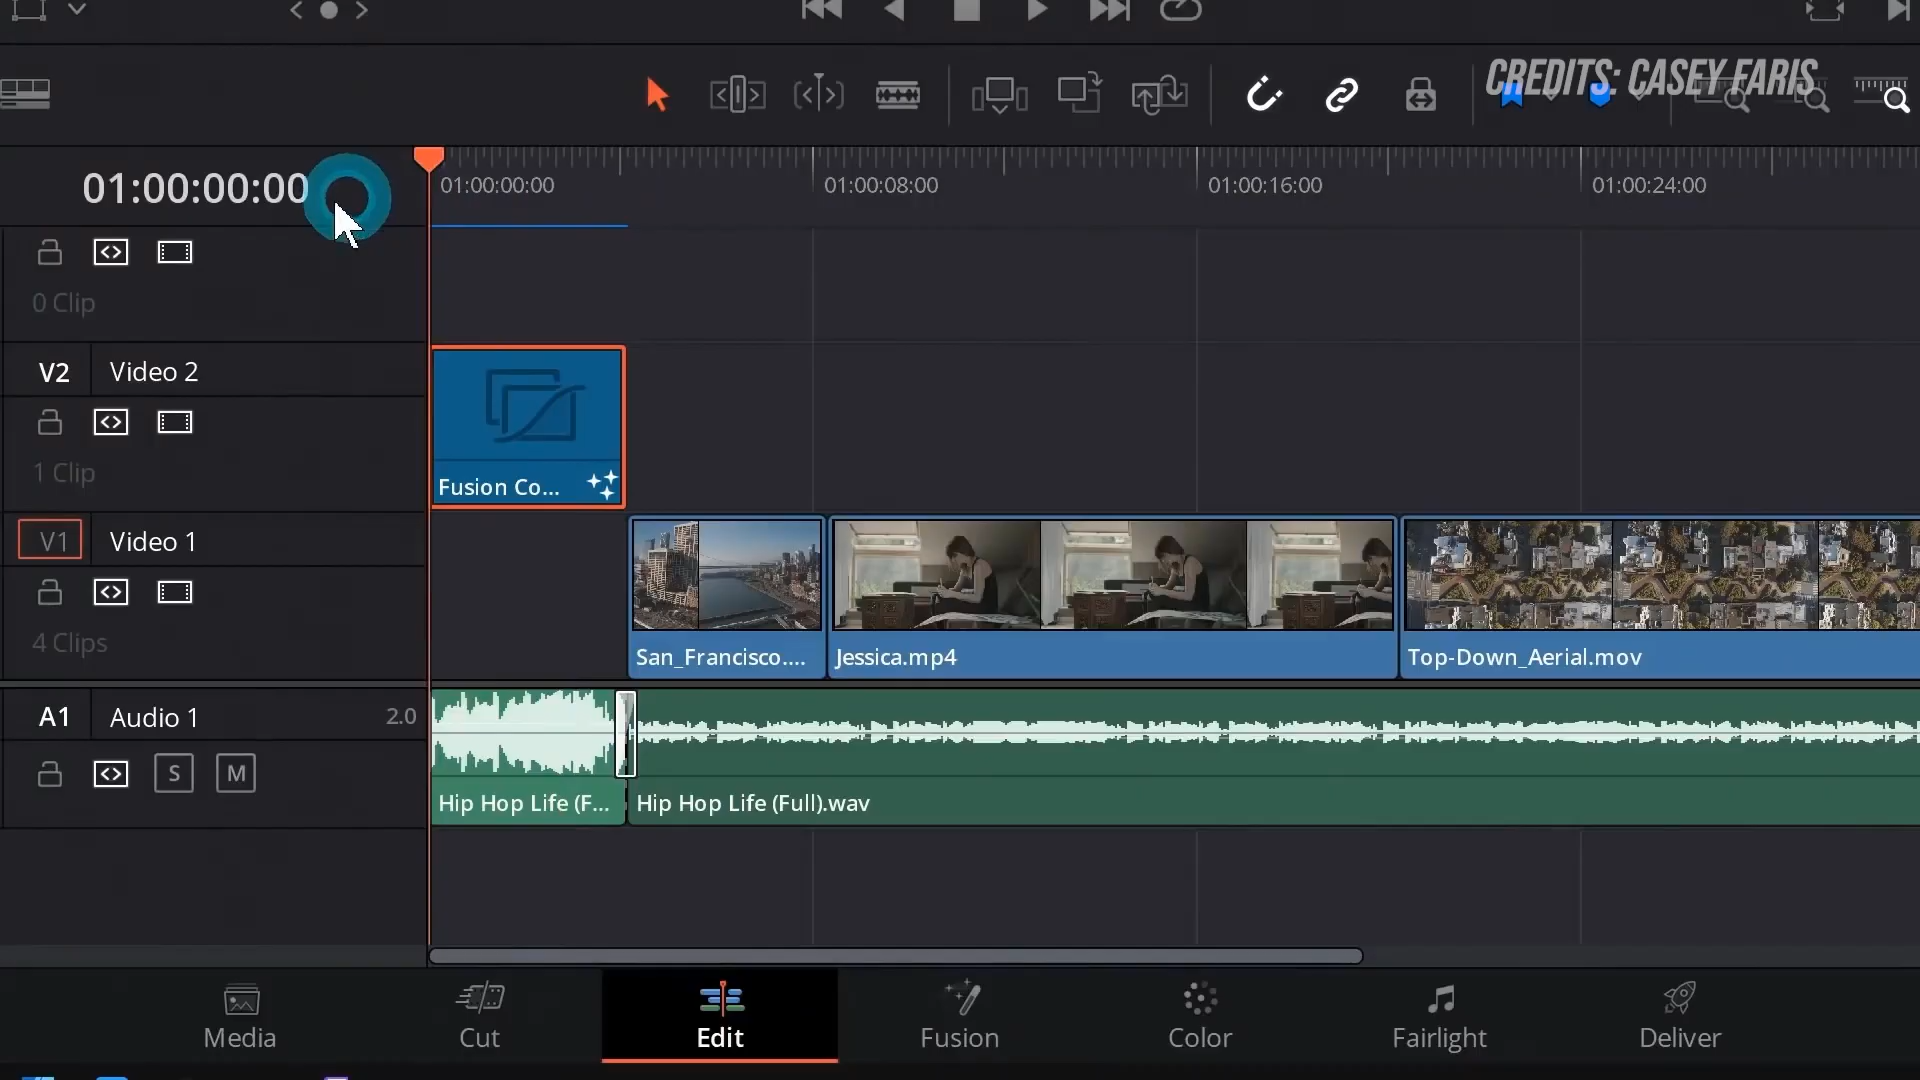 CREDITS: CASEY FARIS
01:00:00:00
01:00:00:00
01:00:08:00
01:00:16:00
01:00:24:00
0 Clip
V2 Video 2
1 Clip
Fusion Co...
V1 Video 1
4 Clips
San_Francisco....
Jessica.mp4
Top-Down_Aerial.mov
A1 Audio 1 2.0
S M
Hip Hop Life (F...
Hip Hop Life (Full).wav
Media
Cut
Edit
Fusion
Color
Fairlight
Deliver